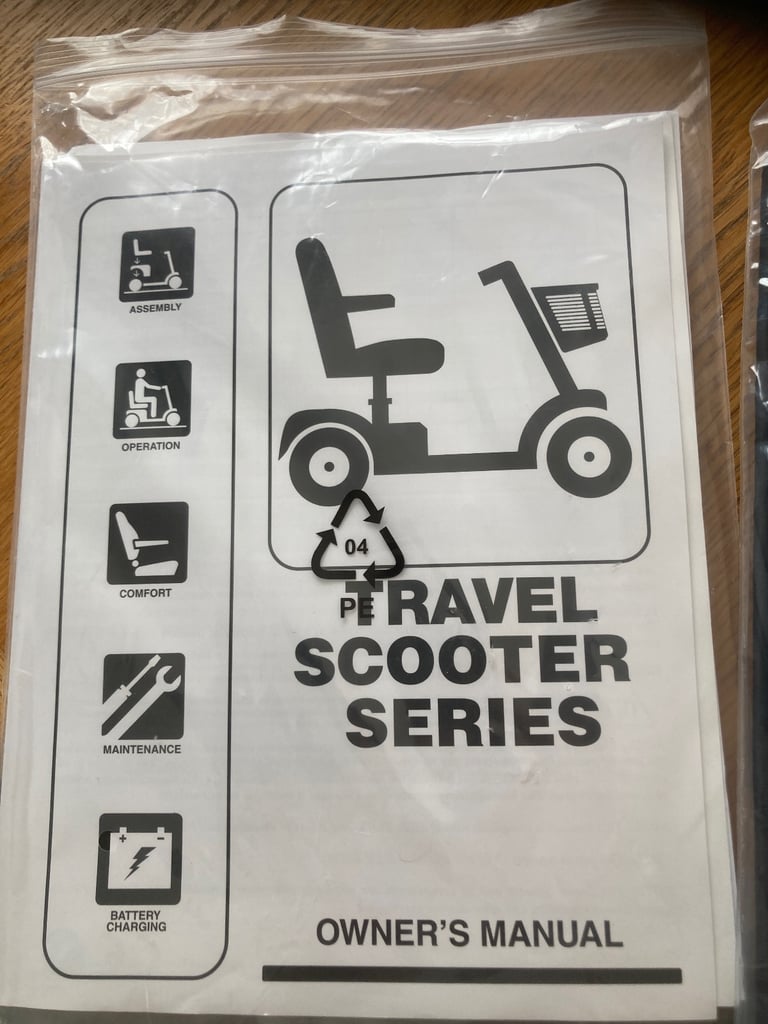 ASSEMBLY
OPERATION
COMFORT
MAINTENANCE
+ -
BATTERY
CHARGING
04
PE
TRAVEL
SCOOTER
SERIES
OWNER'S MANUAL